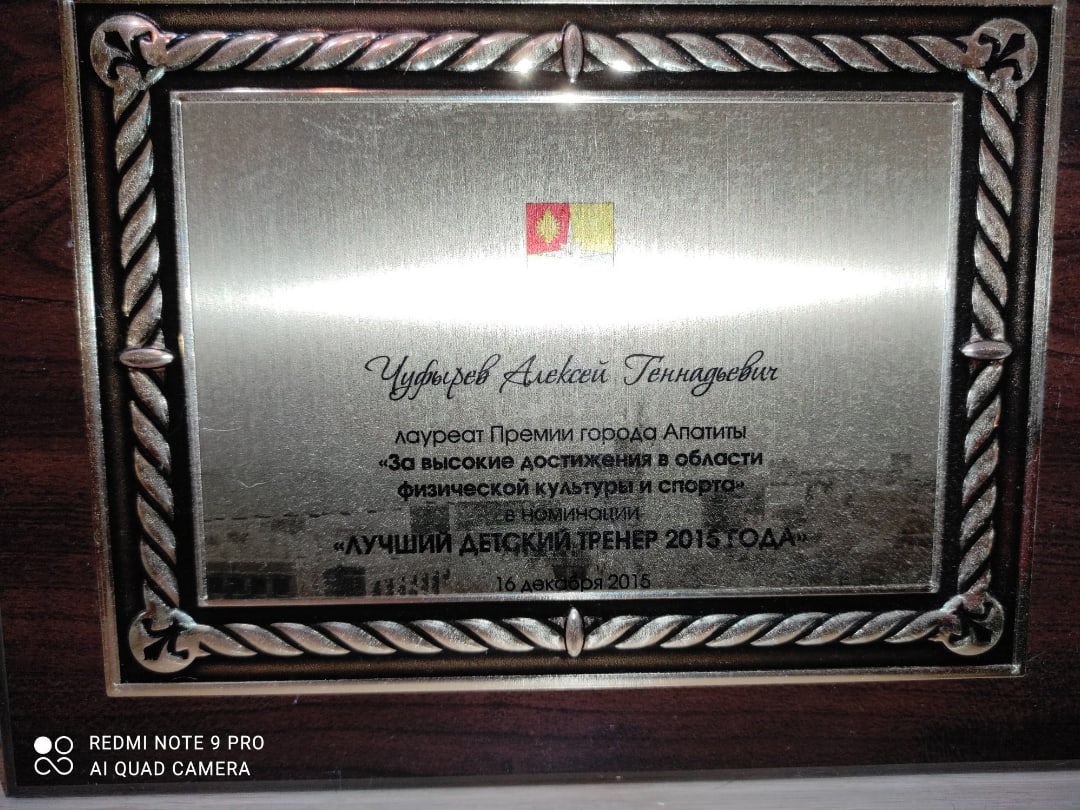 Чуфырев Алексей Геннадьевич
лауреат Премии города Апатиты
«За высокие достижения в области
физической культуры и спорта»
в номинации
«ЛУЧШИЙ ДЕТСКИЙ ТРЕНЕР 2015 ГОДА»
16 декабря 2015
REDMI NOTE 9 PRO
AI QUAD CAMERA